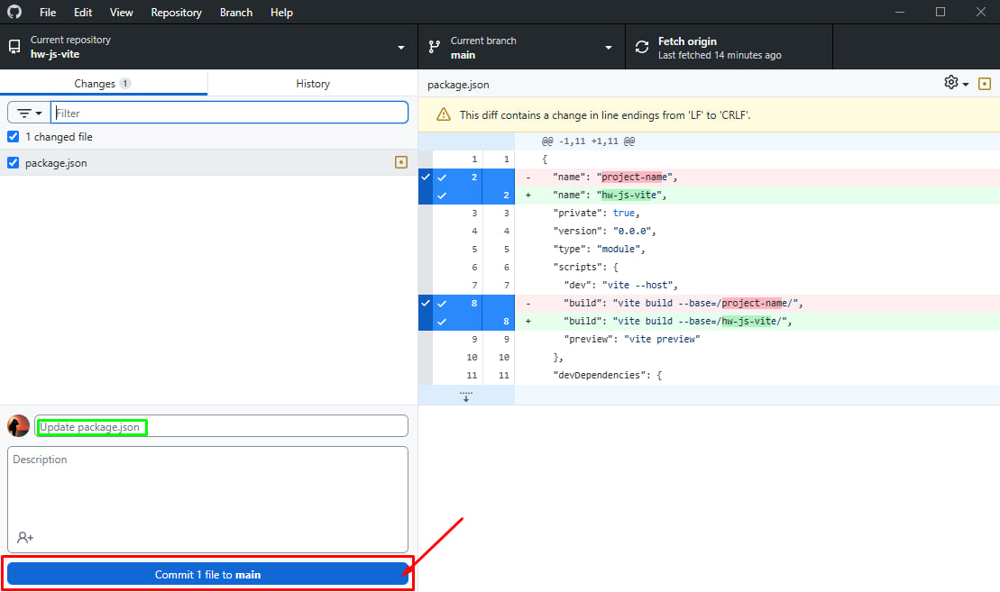 File Edit View Repository Branch Help
Current repository
hw-js-vite
Current branch
main
Fetch origin
Last fetched 14 minutes ago
Changes 1
History
Filter
1 changed file
package.json
Update package.json
Description
Commit 1 file to main
package.json
This diff contains a change in line endings from 'LF' to 'CRLF'.
@@ -1,11 +1,11 @@
1 1 {
2 - "name": "project-name",
2 + "name": "hw-js-vite",
3 3 "private": true,
4 4 "version": "0.0.0",
5 5 "type": "module",
6 6 "scripts": {
7 7 "dev": "vite --host",
8 - "build": "vite build --base=/project-name/",
8 + "build": "vite build --base=/hw-js-vite/",
9 9 "preview": "vite preview"
10 10 },
11 11 "devDependencies": {